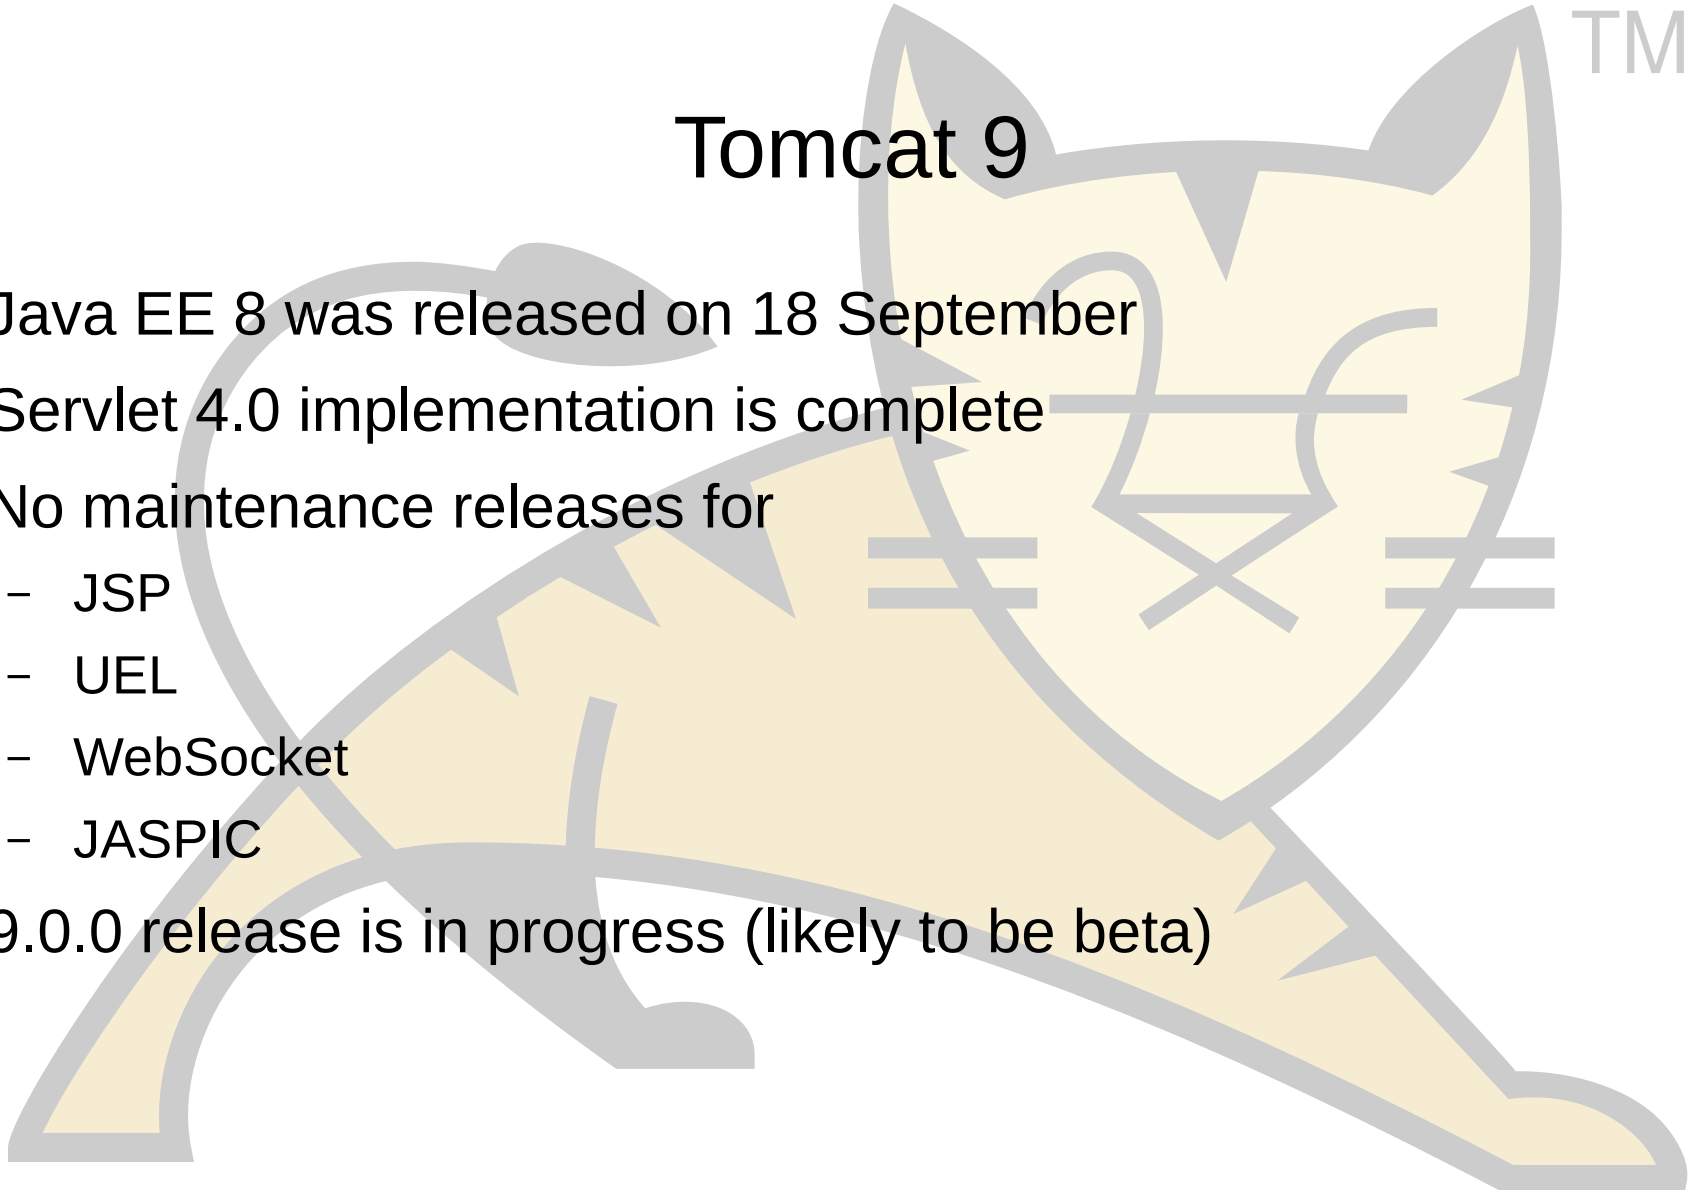 TM
Tomcat 9
Java EE 8 was released on 18 September
Servlet 4.0 implementation is complete
No maintenance releases for
– JSP
– UEL
– WebSocket
– JASPIC
9.0.0 release is in progress (likely to be beta)